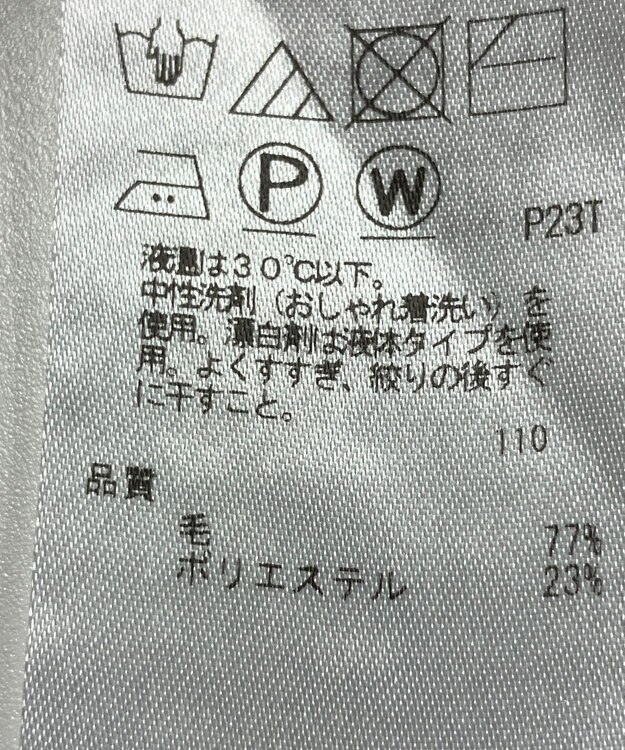 P
W
P23T
液温は30℃以下。
中性洗剤（おしゃれ着洗い）を
使用。漂白剤は液体タイプを使
用。よくすすぎ、絞りの後すぐ
に干すこと。
110
品質
毛 77%
ポリエステル 23%